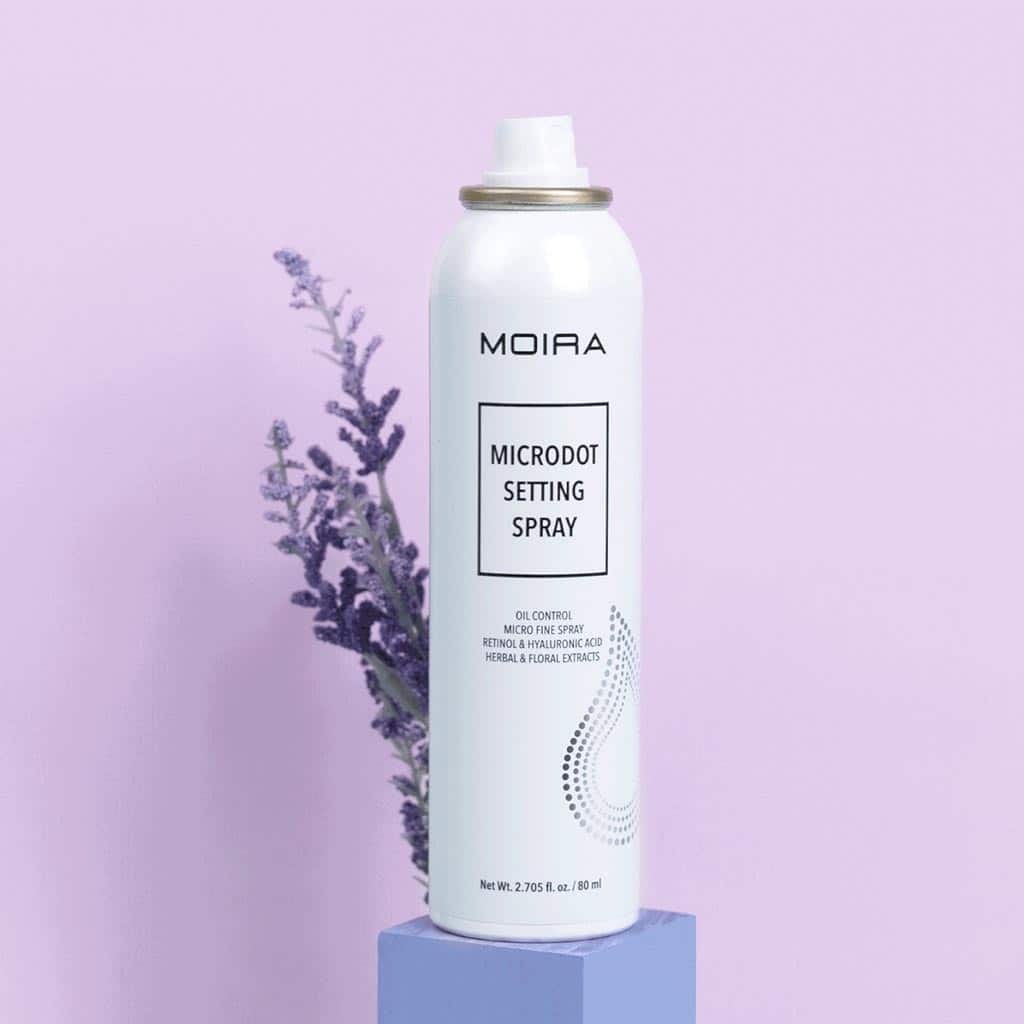 MOIRA
MICRODOT
SETTING
SPRAY
OIL CONTROL
MICRO FINE SPRAY
RETINOL & HYALURONIC ACID
HERBAL & FLORAL EXTRACTS
Net Wt. 2.705 fl. oz. / 80 ml